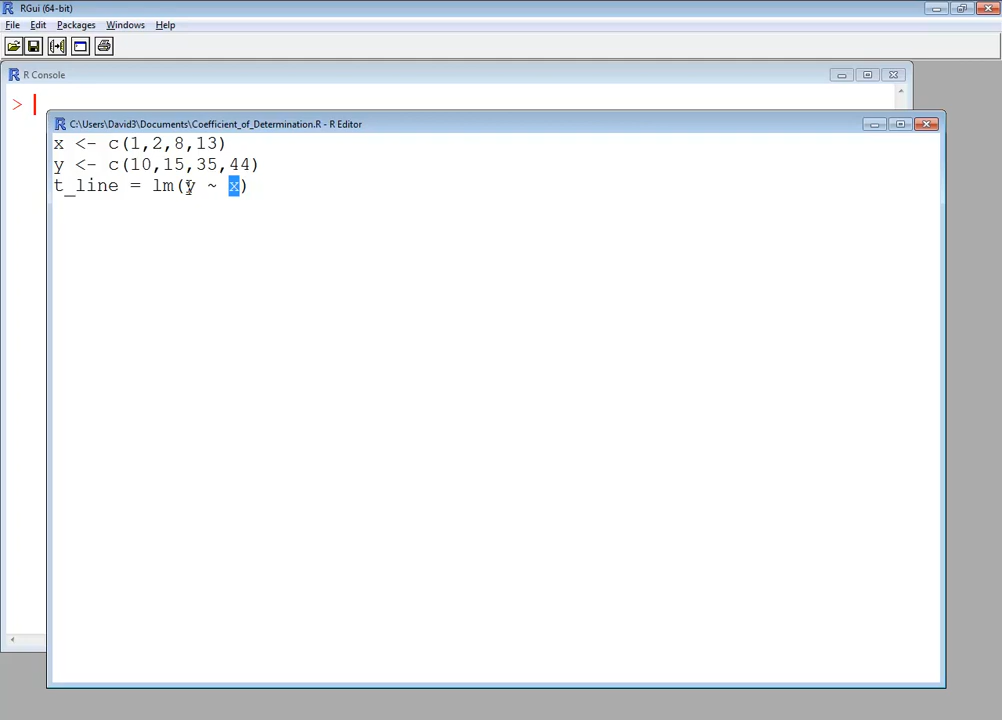 RGui (64-bit)
File Edit Packages Windows Help
R Console
>
C:\Users\David3\Documents\Coefficient_of_Determination.R - R Editor
x <- c(1,2,8,13)
y <- c(10,15,35,44)
t_line = lm(y ~ x)